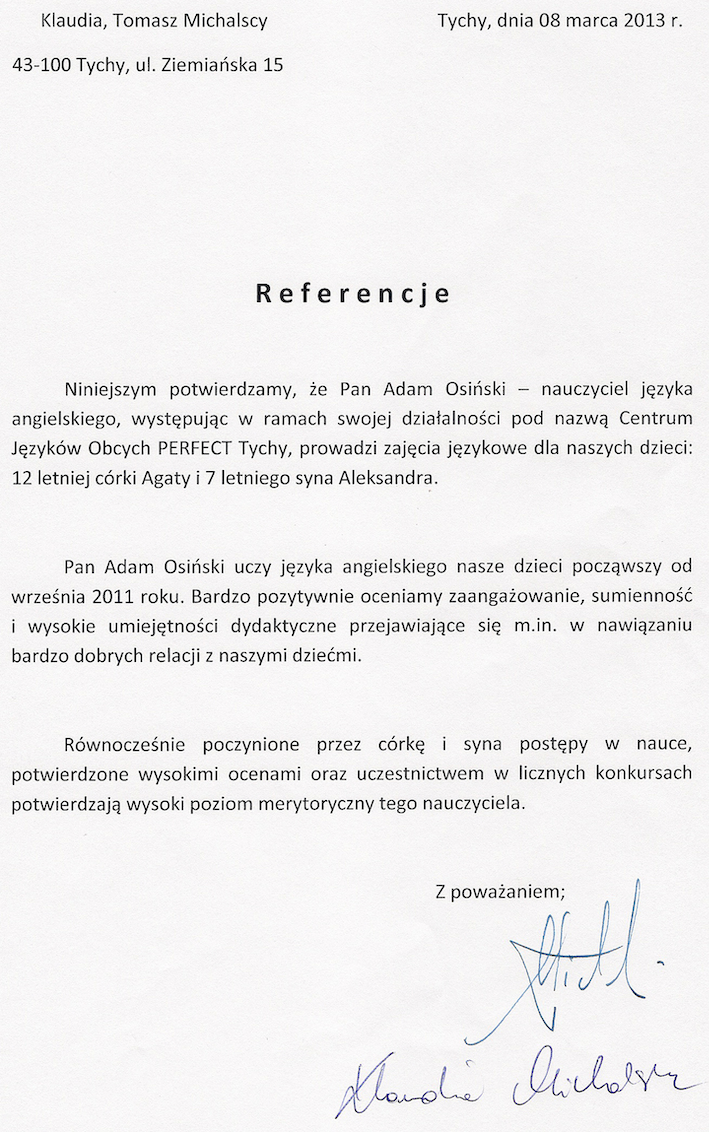 Klaudia, Tomasz Michalscy Tychy, dnia 08 marca 2013 r.
43-100 Tychy, ul. Ziemiańska 15
Referencje
Niniejszym potwierdzamy, że Pan Adam Osiński – nauczyciel języka
angielskiego, występując w ramach swojej działalności pod nazwą Centrum
Języków Obcych PERFECT Tychy, prowadzi zajęcia językowe dla naszych dzieci:
12 letniej córki Agaty i 7 letniego syna Aleksandra.
Pan Adam Osiński uczy języka angielskiego nasze dzieci począwszy od
września 2011 roku. Bardzo pozytywnie oceniamy zaangażowanie, sumienność
i wysokie umiejętności dydaktyczne przejawiające się m.in. w nawiązaniu
bardzo dobrych relacji z naszymi dziećmi.
Równocześnie poczynione przez córkę i syna postępy w nauce,
potwierdzone wysokimi ocenami oraz uczestnictwem w licznych konkursach
potwierdzają wysoki poziom merytoryczny tego nauczyciela.
Z poważaniem;
Klaudia Michalscy